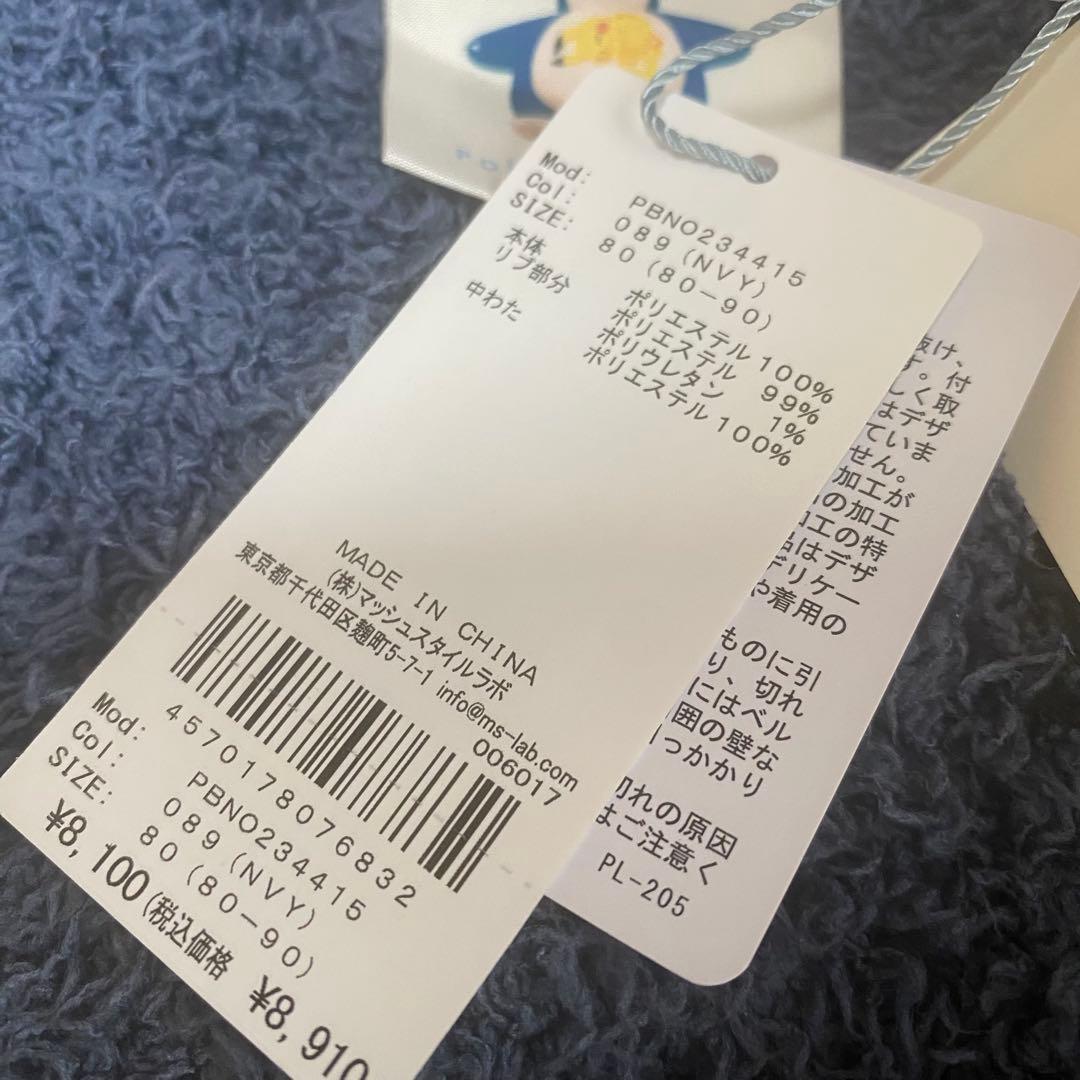 Mod: PBNO234415
Col: 089(NVY)
SIZE: 80(80-90)
本体 ポリエステル 100%
リブ部分 ポリエステル 99%
ポリウレタン 1%
中わた ポリエステル 100%
MADE IN CHINA
(株)マッシュスタイルラボ
東京都千代田区麹町5-7-1 info@ms-lab.com
006017
4570178076832
Mod: PBNO234415
Col: 089(NVY)
SIZE: 80(80-90)
¥8,100(税込価格 ¥8,910
抜け、
す。付
しく取
はデザ
ていま
せん。
加工が
の加工
加工の特
品はデザ
デリケー
や着用の
ものに引
り、切れ
にはベル
囲の壁な
っかかり
切れの原因
はご注意く
PL-205